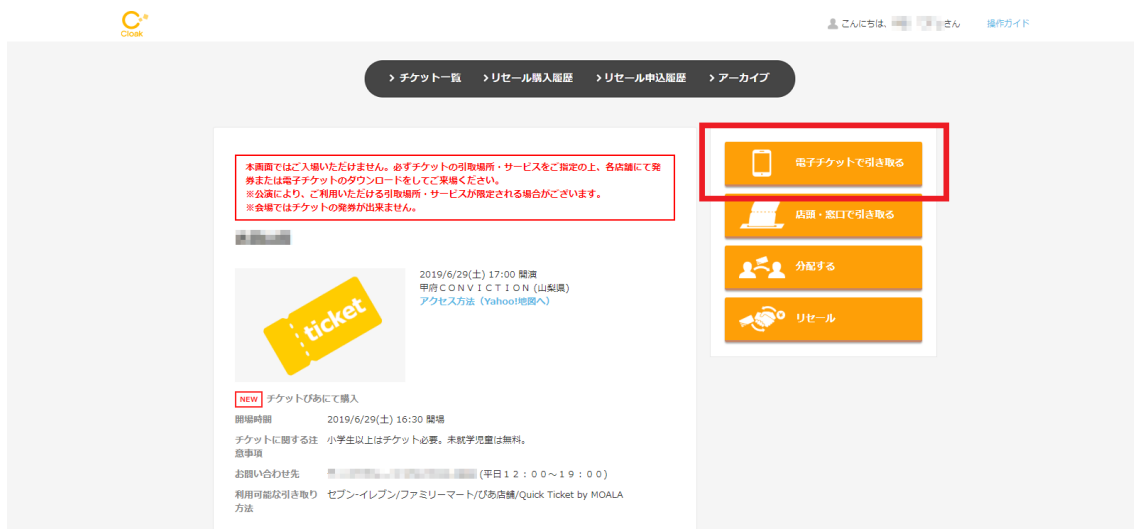 Cloak
こんにちは、 さん 操作ガイド
> チケット一覧 > リセール購入履歴 > リセール申込履歴 > アーカイブ
本画面ではご入場いただけません。必ずチケットの引取場所・サービスをご指定の上、各店舗にて発
券または電子チケットのダウンロードをしてご来場ください。
※公演により、ご利用いただける引取場所・サービスが限定される場合がございます。
※会場ではチケットの発券が出来ません。
電子チケットで引き取る
店頭・窓口で引き取る
分配する
リセール
ticket
2019/6/29(土) 17:00 開演
甲府ＣＯＮＶＩＣＴＩＯＮ (山梨県)
アクセス方法（Yahoo!地図へ）
NEW チケットぴあにて購入
開場時間 2019/6/29(土) 16:30 開場
チケットに関する注 小学生以上はチケット必要。未就学児童は無料。
意事項
お問い合わせ先 (平日１２：００～１９：００)
利用可能な引き取り セブン-イレブン/ファミリーマート/ぴあ店舗/Quick Ticket by MOALA
方法